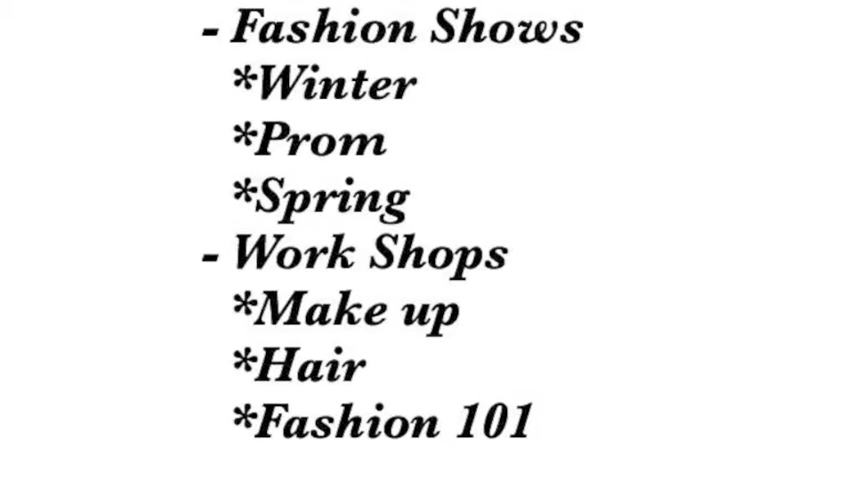 - Fashion Shows
*Winter
*Prom
*Spring
- Work Shops
*Make up
*Hair
*Fashion 101